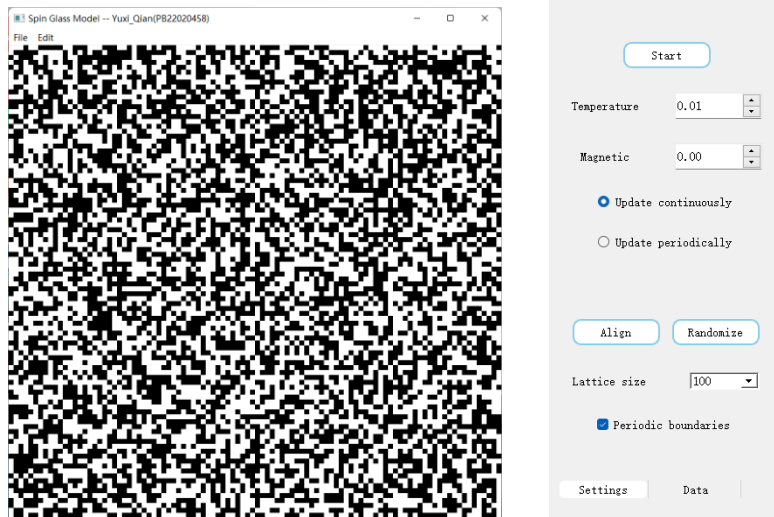 Spin Glass Model -- Yuxi_Qian(PB22020458)
File Edit
Start
Temperature 0.01
Magnetic 0.00
Update continuously
Update periodically
Align Randomize
Lattice size 100
Periodic boundaries
Settings Data